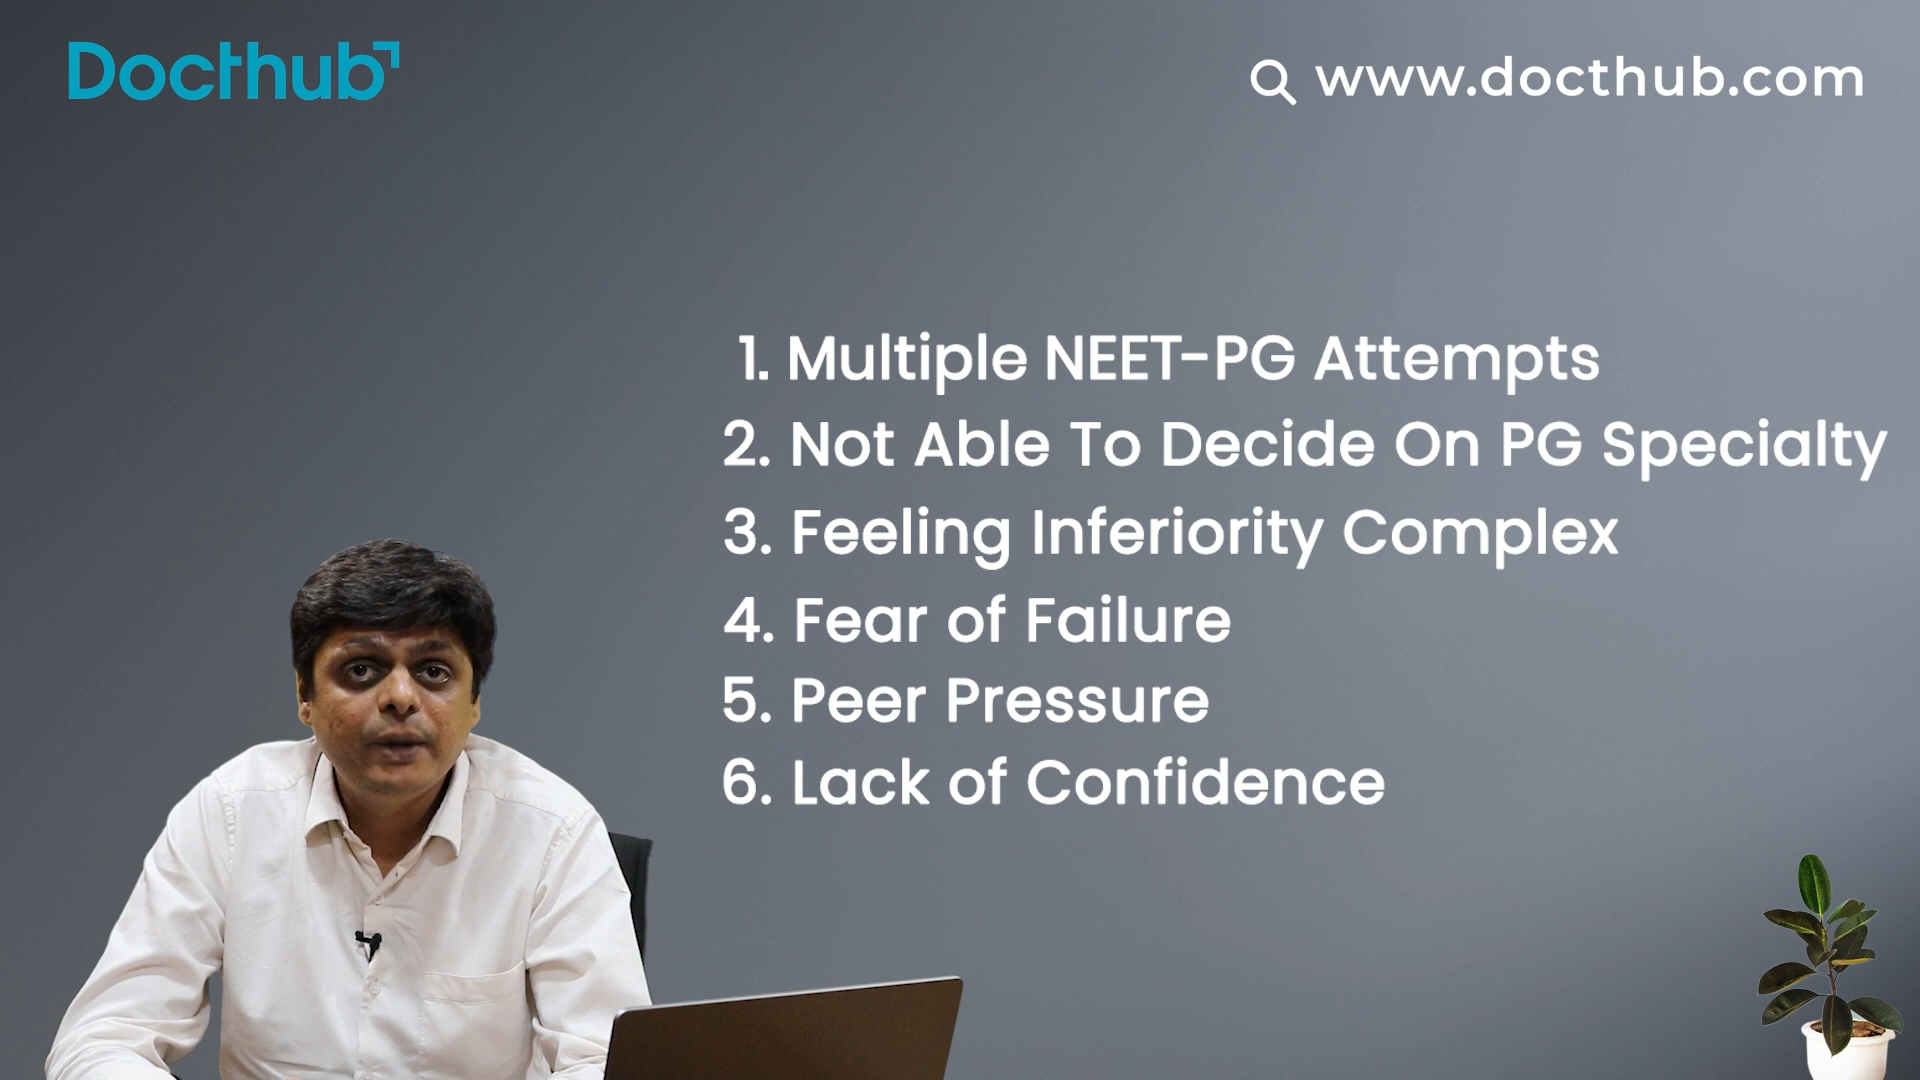 Docthub
www.docthub.com
1. Multiple NEET-PG Attempts
2. Not Able To Decide On PG Specialty
3. Feeling Inferiority Complex
4. Fear of Failure
5. Peer Pressure
6. Lack of Confidence